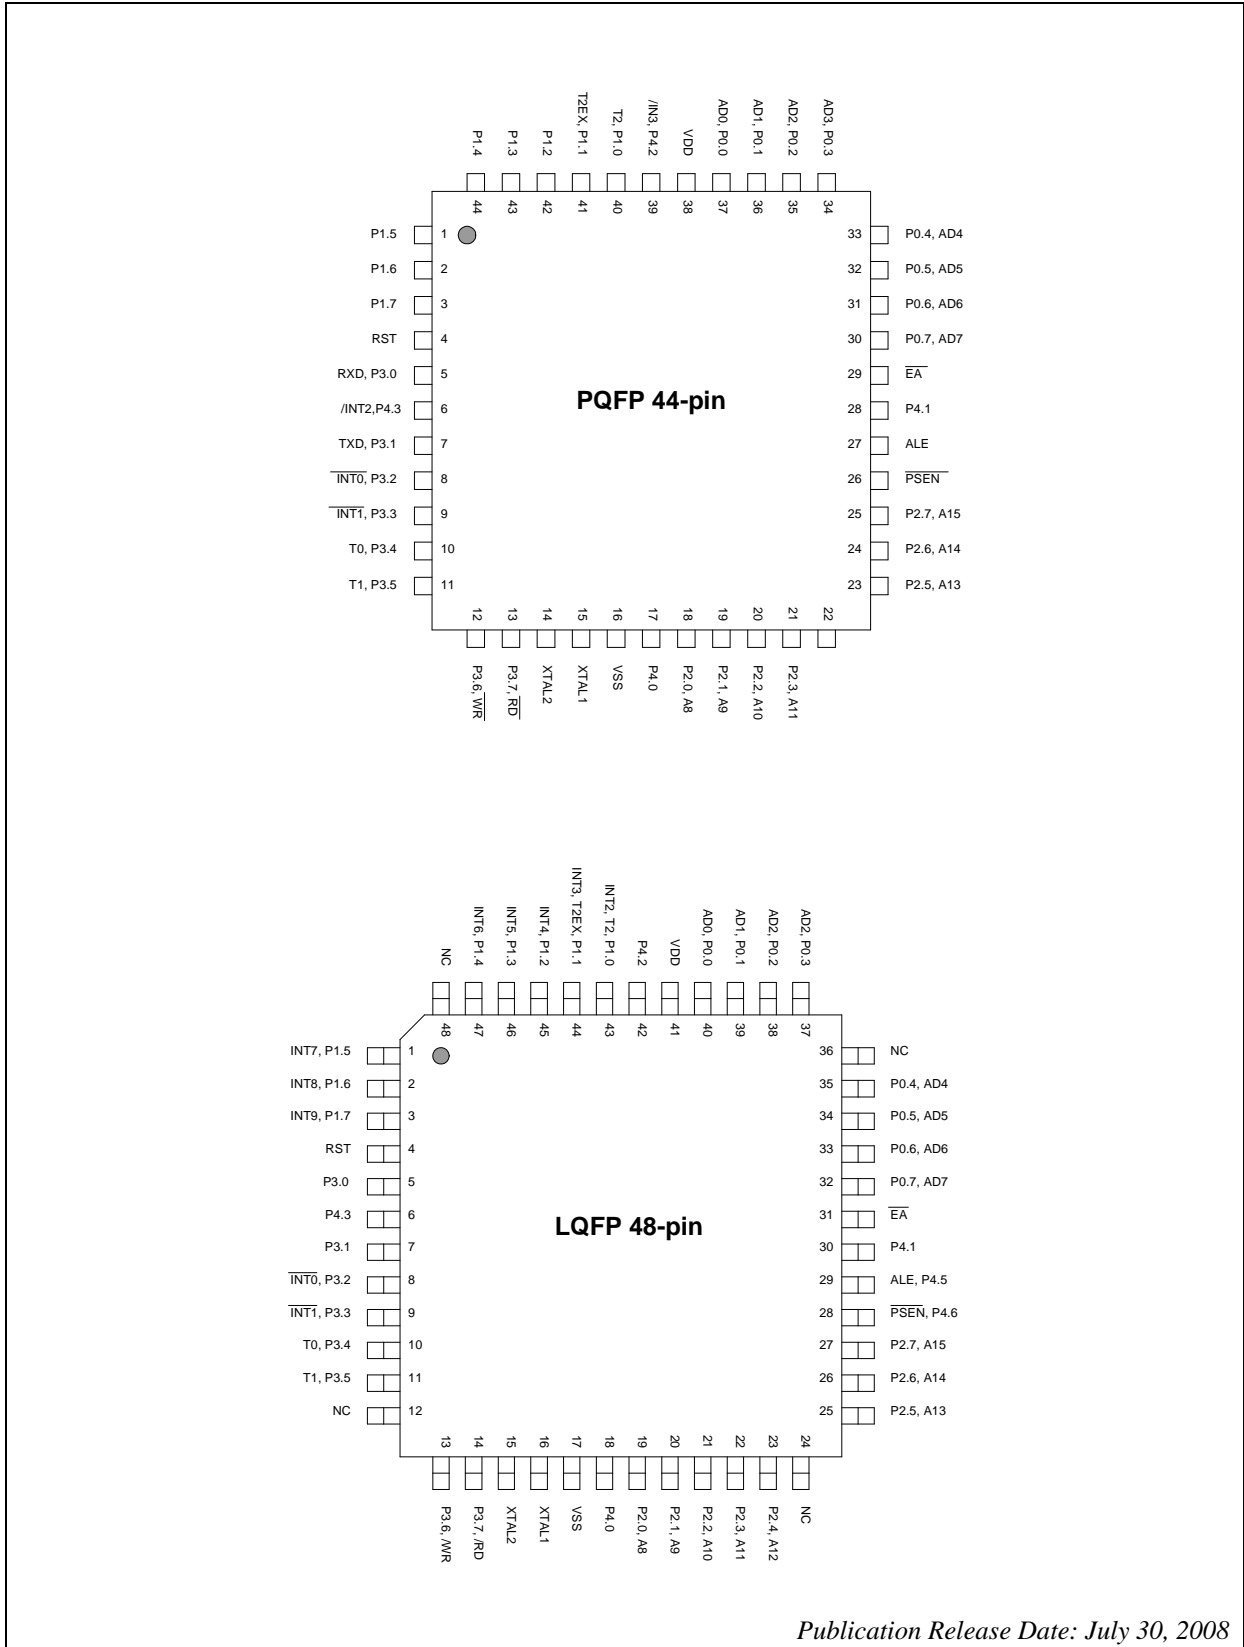 P1.4
P1.3
P1.2
T2EX, P1.1
T2, P1.0
/IN3, P4.2
VDD
AD0, P0.0
AD1, P0.1
AD2, P0.2
AD3, P0.3
44 43 42 41 40 39 38 37 36 35 34
P1.5 1
P1.6 2
P1.7 3
RST 4
RXD, P3.0 5
/INT2,P4.3 6
TXD, P3.1 7
INT0, P3.2 8
INT1, P3.3 9
T0, P3.4 10
T1, P3.5 11
PQFP 44-pin
33 P0.4, AD4
32 P0.5, AD5
31 P0.6, AD6
30 P0.7, AD7
29 EA
28 P4.1
27 ALE
26 PSEN
25 P2.7, A15
24 P2.6, A14
23 P2.5, A13
12 13 14 15 16 17 18 19 20 21 22
P3.6, WR
P3.7, RD
XTAL2
XTAL1
VSS
P4.0
P2.0, A8
P2.1, A9
P2.2, A10
P2.3, A11
NC
INT6, P1.4
INT5, P1.3
INT4, P1.2
INT3, T2EX, P1.1
INT2, T2, P1.0
P4.2
VDD
AD0, P0.0
AD1, P0.1
AD2, P0.2
AD2, P0.3
48 47 46 45 44 43 42 41 40 39 38 37
INT7, P1.5 1
INT8, P1.6 2
INT9, P1.7 3
RST 4
P3.0 5
P4.3 6
P3.1 7
INT0, P3.2 8
INT1, P3.3 9
T0, P3.4 10
T1, P3.5 11
NC 12
LQFP 48-pin
36 NC
35 P0.4, AD4
34 P0.5, AD5
33 P0.6, AD6
32 P0.7, AD7
31 EA
30 P4.1
29 ALE, P4.5
28 PSEN, P4.6
27 P2.7, A15
26 P2.6, A14
25 P2.5, A13
13 14 15 16 17 18 19 20 21 22 23 24
P3.6, /WR
P3.7, /RD
XTAL2
XTAL1
VSS
P4.0
P2.0, A8
P2.1, A9
P2.2, A10
P2.3, A11
P2.4, A12
NC
Publication Release Date: July 30, 2008